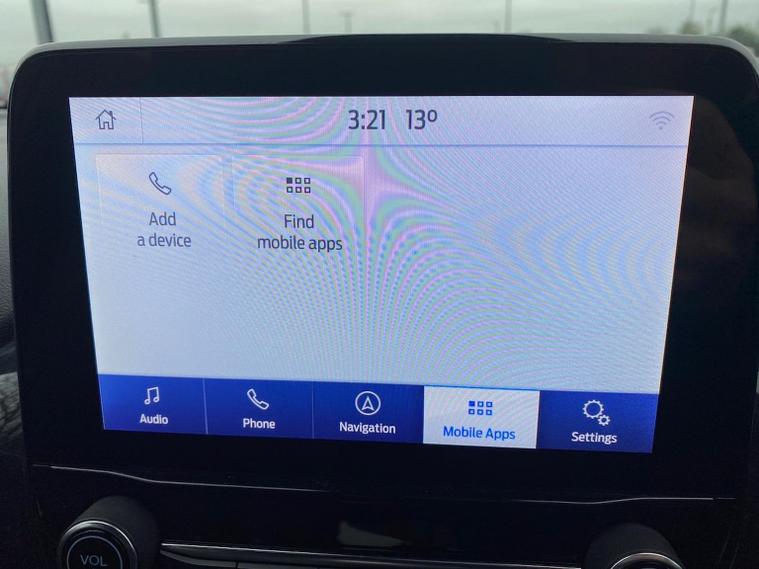 3:21 13º
Add
a device
Find
mobile apps
Audio
Phone
Navigation
Mobile Apps
Settings
VOL